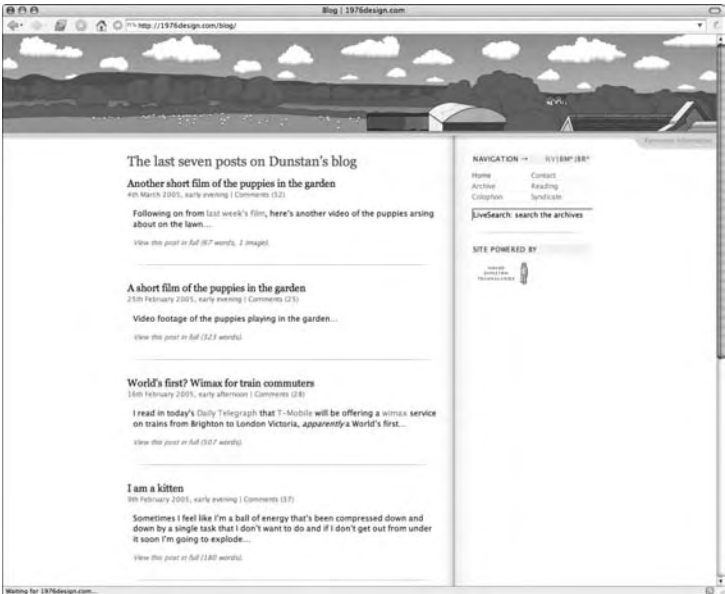 Blog | 1976design.com
http://1976design.com/blog/
The last seven posts on Dunstan's blog
Another short film of the puppies in the garden
4th March 2005, early evening | Comments (52)
Following on from last week's film, here's another video of the puppies arsing
about on the lawn...
View this post in full (67 words, 1 image).
A short film of the puppies in the garden
25th February 2005, early evening | Comments (25)
Video footage of the puppies playing in the garden...
View this post in full (323 words).
World's first? Wimax for train commuters
16th February 2005, early afternoon | Comments (28)
I read in today's Daily Telegraph that T-Mobile will be offering a wimax service
on trains from Brighton to London Victoria, apparently a World's first...
View this post in full (507 words).
I am a kitten
9th February 2005, early evening | Comments (57)
Sometimes I feel like I'm a ball of energy that's been compressed down and
down by a single task that I don't want to do and if I don't get out from under
it soon I'm going to explode...
View this post in full (180 words).
NAVIGATION →
Home Contact
Archive Reading
Colophon Syndicate
LiveSearch: search the archives
SITE POWERED BY
Waiting for 1976design.com...